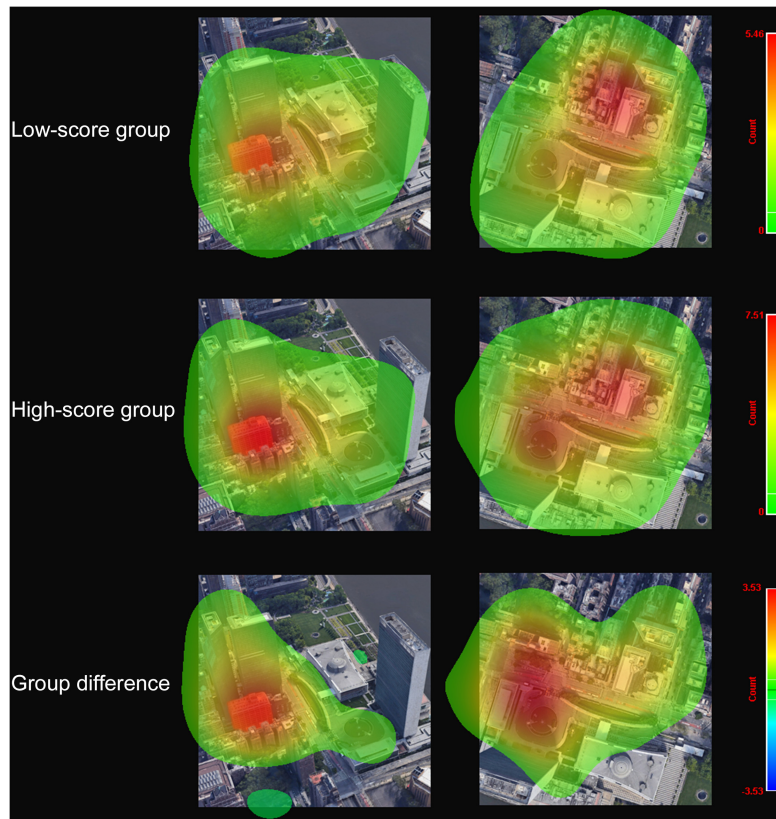 5.46
Low-score group
Count
0
7.51
High-score group
Count
0
3.53
Group difference
Count
-3.53